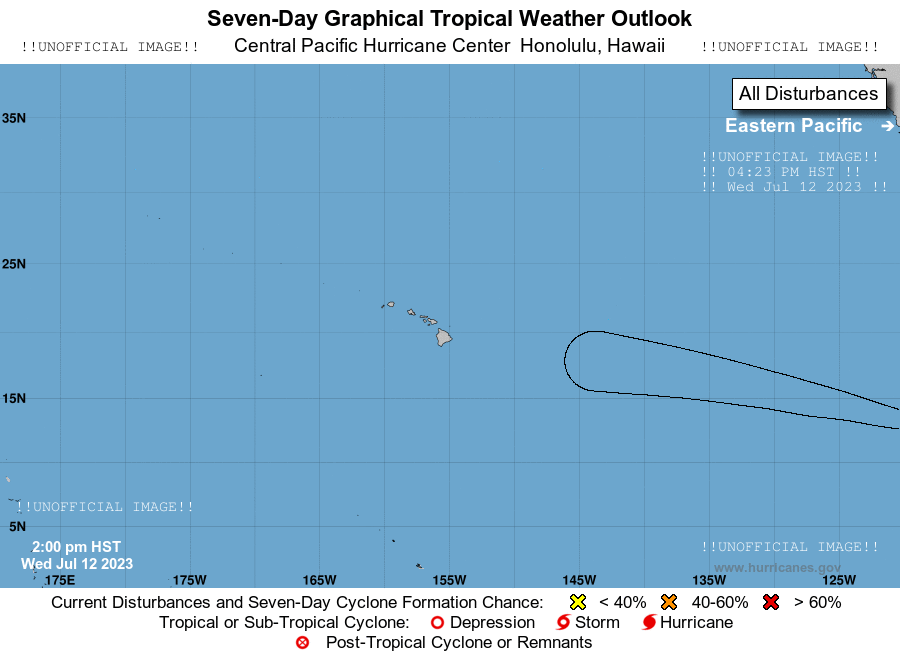 Seven-Day Graphical Tropical Weather Outlook
!!UNOFFICIAL IMAGE!! Central Pacific Hurricane Center Honolulu, Hawaii !!UNOFFICIAL IMAGE!!
All Disturbances
35N
Eastern Pacific →
!!UNOFFICIAL IMAGE!!
!! 04:23 PM HST !!
!! Wed Jul 12 2023 !!
25N
15N
!!UNOFFICIAL IMAGE!!
5N
2:00 pm HST
!!UNOFFICIAL IMAGE!!
Wed Jul 12 2023
www.hurricanes.gov
175E 175W 165W 155W 145W 135W 125W
Current Disturbances and Seven-Day Cyclone Formation Chance: < 40% 40-60% > 60%
Tropical or Sub-Tropical Cyclone: Depression Storm Hurricane
Post-Tropical Cyclone or Remnants